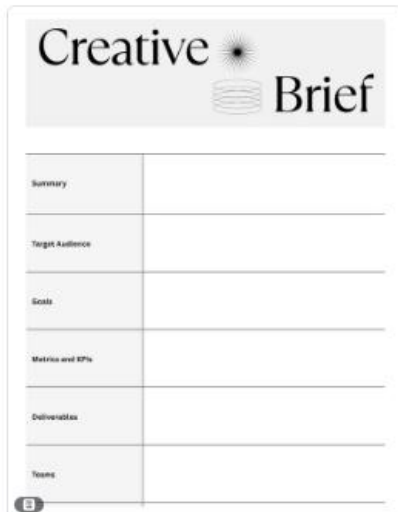 Creative
Brief
Summary
Target Audience
Goals
Metrics and KPIs
Deliverables
Teams